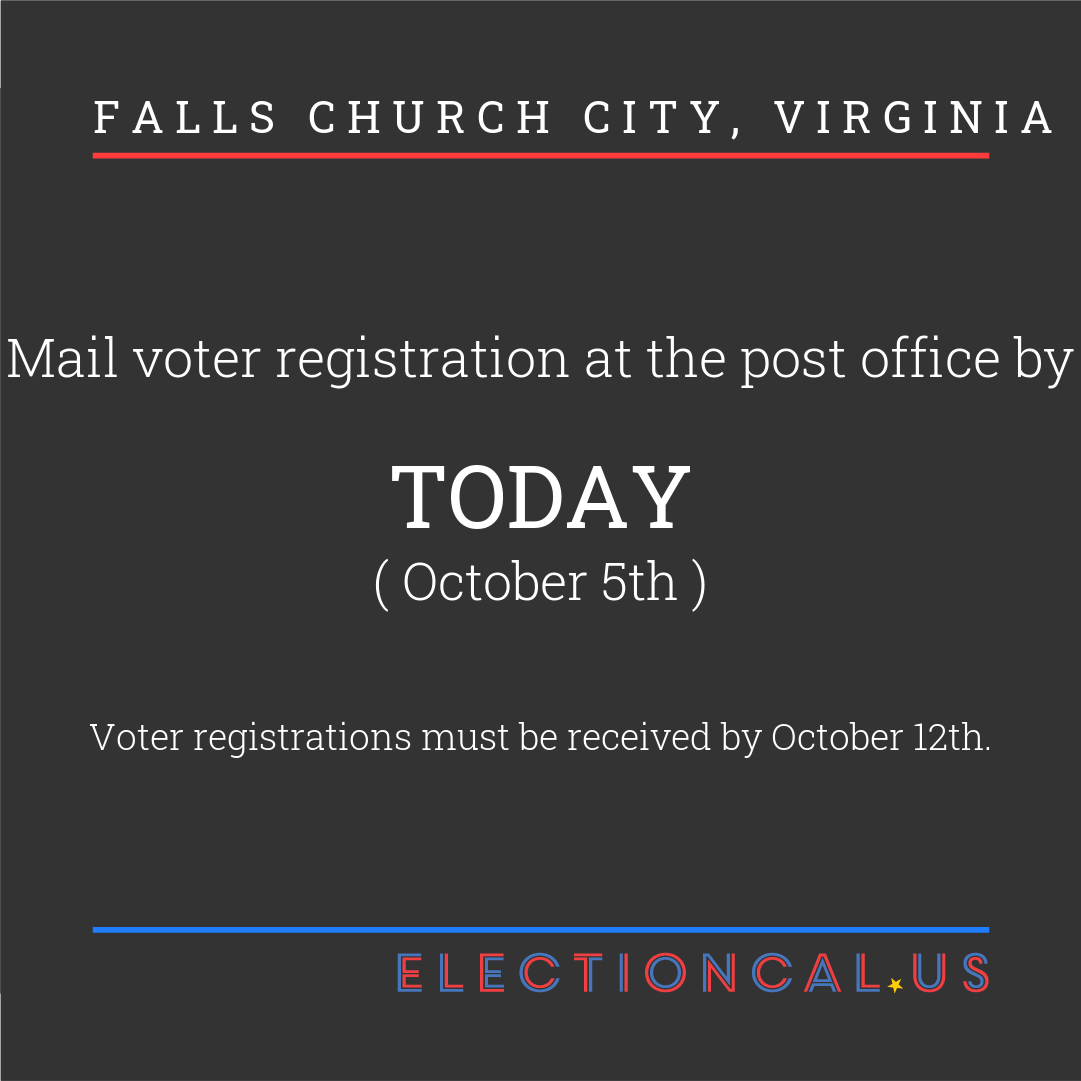 FALLS CHURCH CITY, VIRGINIA
Mail voter registration at the post office by
TODAY
( October 5th )
Voter registrations must be received by October 12th.
ELECTIONCAL.US